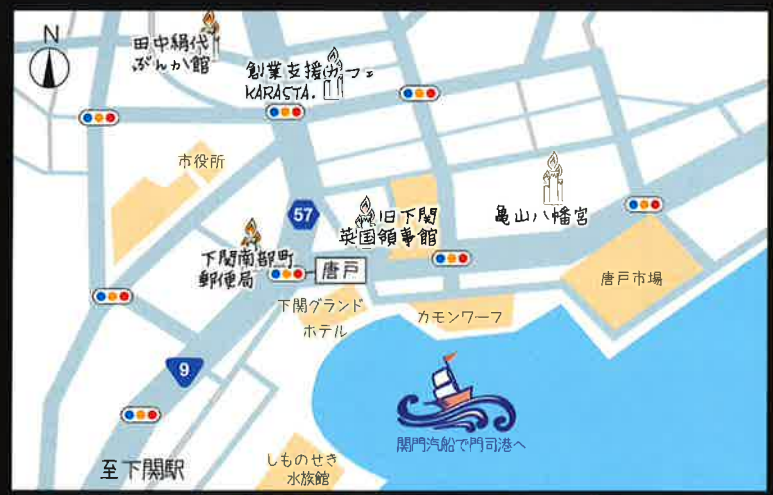 N
田中絹代
ぶんか館
創業支援カフェ
KARASTA.
市役所
57
旧下関
英国領事館
亀山八幡宮
下関南部町
郵便局
唐戸
唐戸市場
下関グランド
ホテル
カモンワーフ
9
関門汽船で門司港へ
至下関駅
しものせき
水族館